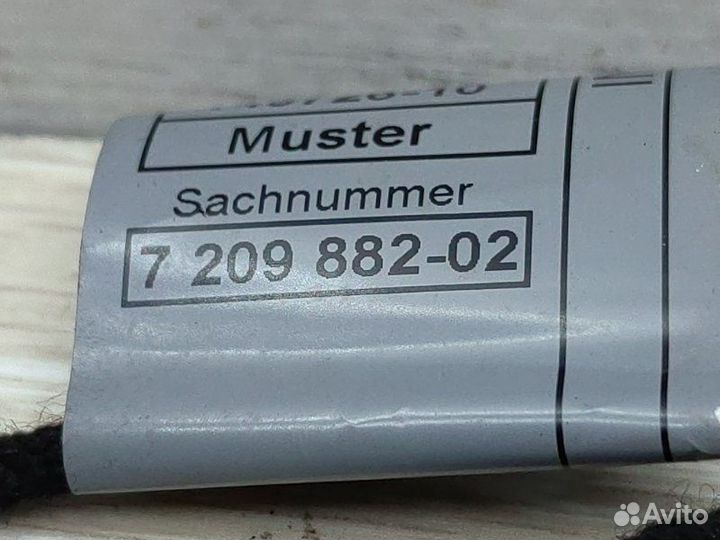 Muster
Sachnummer
7 209 882-02
Avito